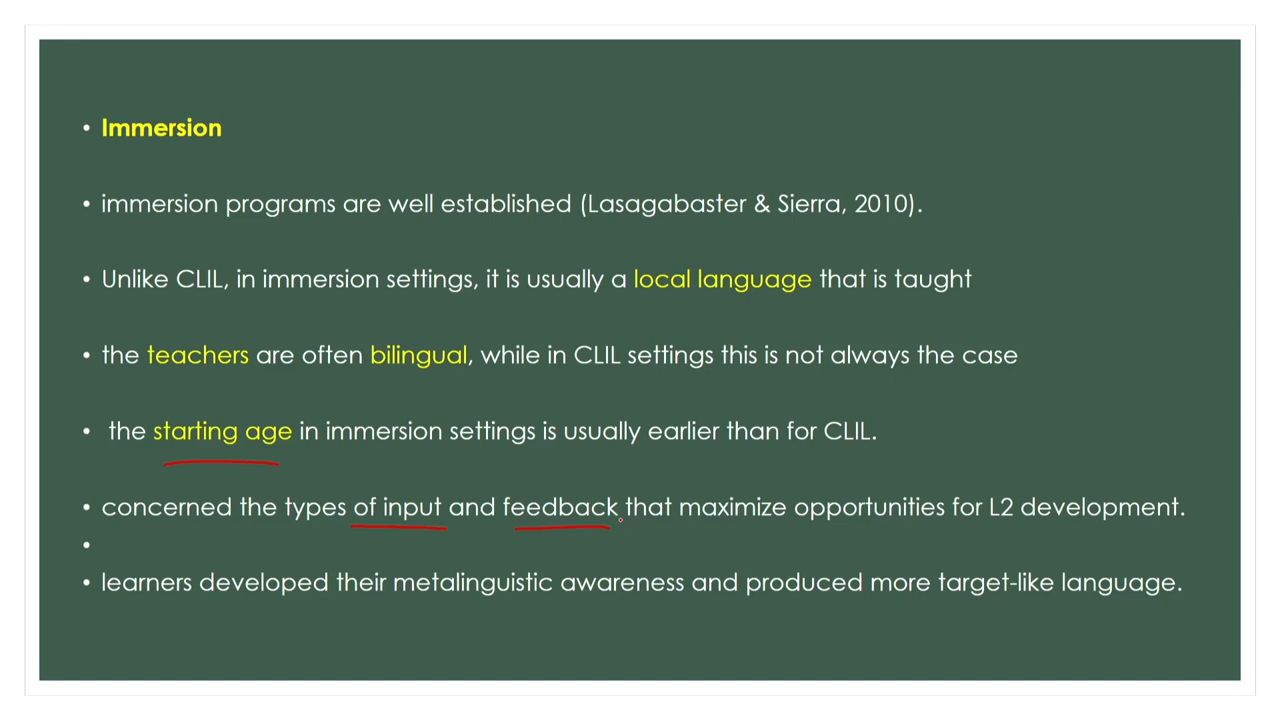 • Immersion
• immersion programs are well established (Lasagabaster & Sierra, 2010).
• Unlike CLIL, in immersion settings, it is usually a local language that is taught
• the teachers are often bilingual, while in CLIL settings this is not always the case
• the starting age in immersion settings is usually earlier than for CLIL.
• concerned the types of input and feedback that maximize opportunities for L2 development.
•
• learners developed their metalinguistic awareness and produced more target-like language.